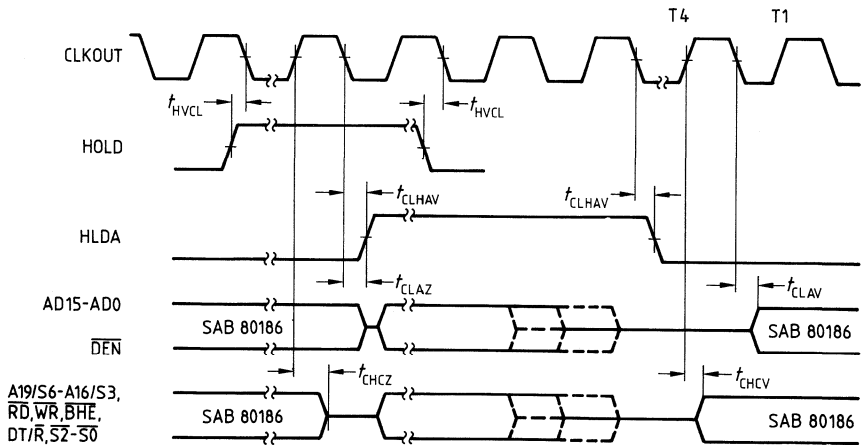 T4 T1
CLKOUT
tHVCL tHVCL
HOLD
tCLHAV tCLHAV
HLDA
tCLAZ tCLAV
AD15-AD0
SAB 80186 SAB 80186
DEN
tCHCZ tCHCV
A19/S6-A16/S3,
RD,WR,BHE,
SAB 80186 SAB 80186
DT/R,S2-S0